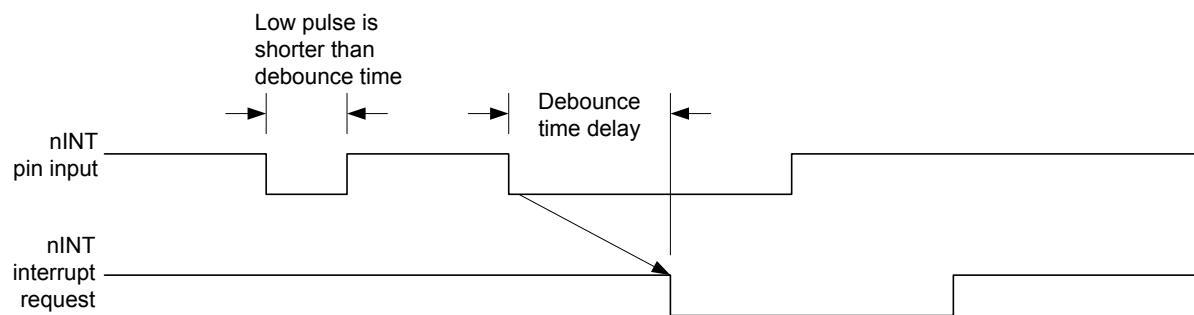 Low pulse is
shorter than
debounce time
Debounce
time delay
nINT
pin input
nINT
interrupt
request